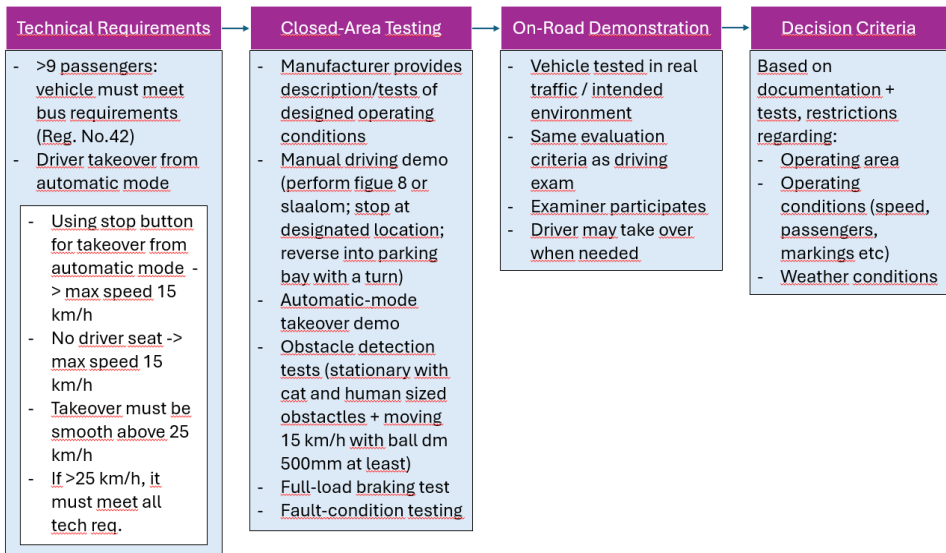 Technical Requirements
- >9 passengers:
vehicle must meet
bus requirements
(Reg. No.42)
- Driver takeover from
automatic mode
- Using stop button
for takeover from
automatic mode -
> max speed 15
km/h
- No driver seat ->
max speed 15
km/h
- Takeover must be
smooth above 25
km/h
- If >25 km/h, it
must meet all
tech req.
Closed-Area Testing
- Manufacturer provides
description/tests of
designed operating
conditions
- Manual driving demo
(perform figue 8 or
slaalom; stop at
designated location;
reverse into parking
bay with a turn)
- Automatic-mode
takeover demo
- Obstacle detection
tests (stationary with
cat and human sized
obstactles + moving
15 km/h with ball dm
500mm at least)
- Full-load braking test
- Fault-condition testing
On-Road Demonstration
- Vehicle tested in real
traffic / intended
environment
- Same evaluation
criteria as driving
exam
- Examiner participates
- Driver may take over
when needed
Decision Criteria
Based on
documentation +
tests, restrictions
regarding:
- Operating area
- Operating
conditions (speed,
passengers,
markings etc)
- Weather conditions